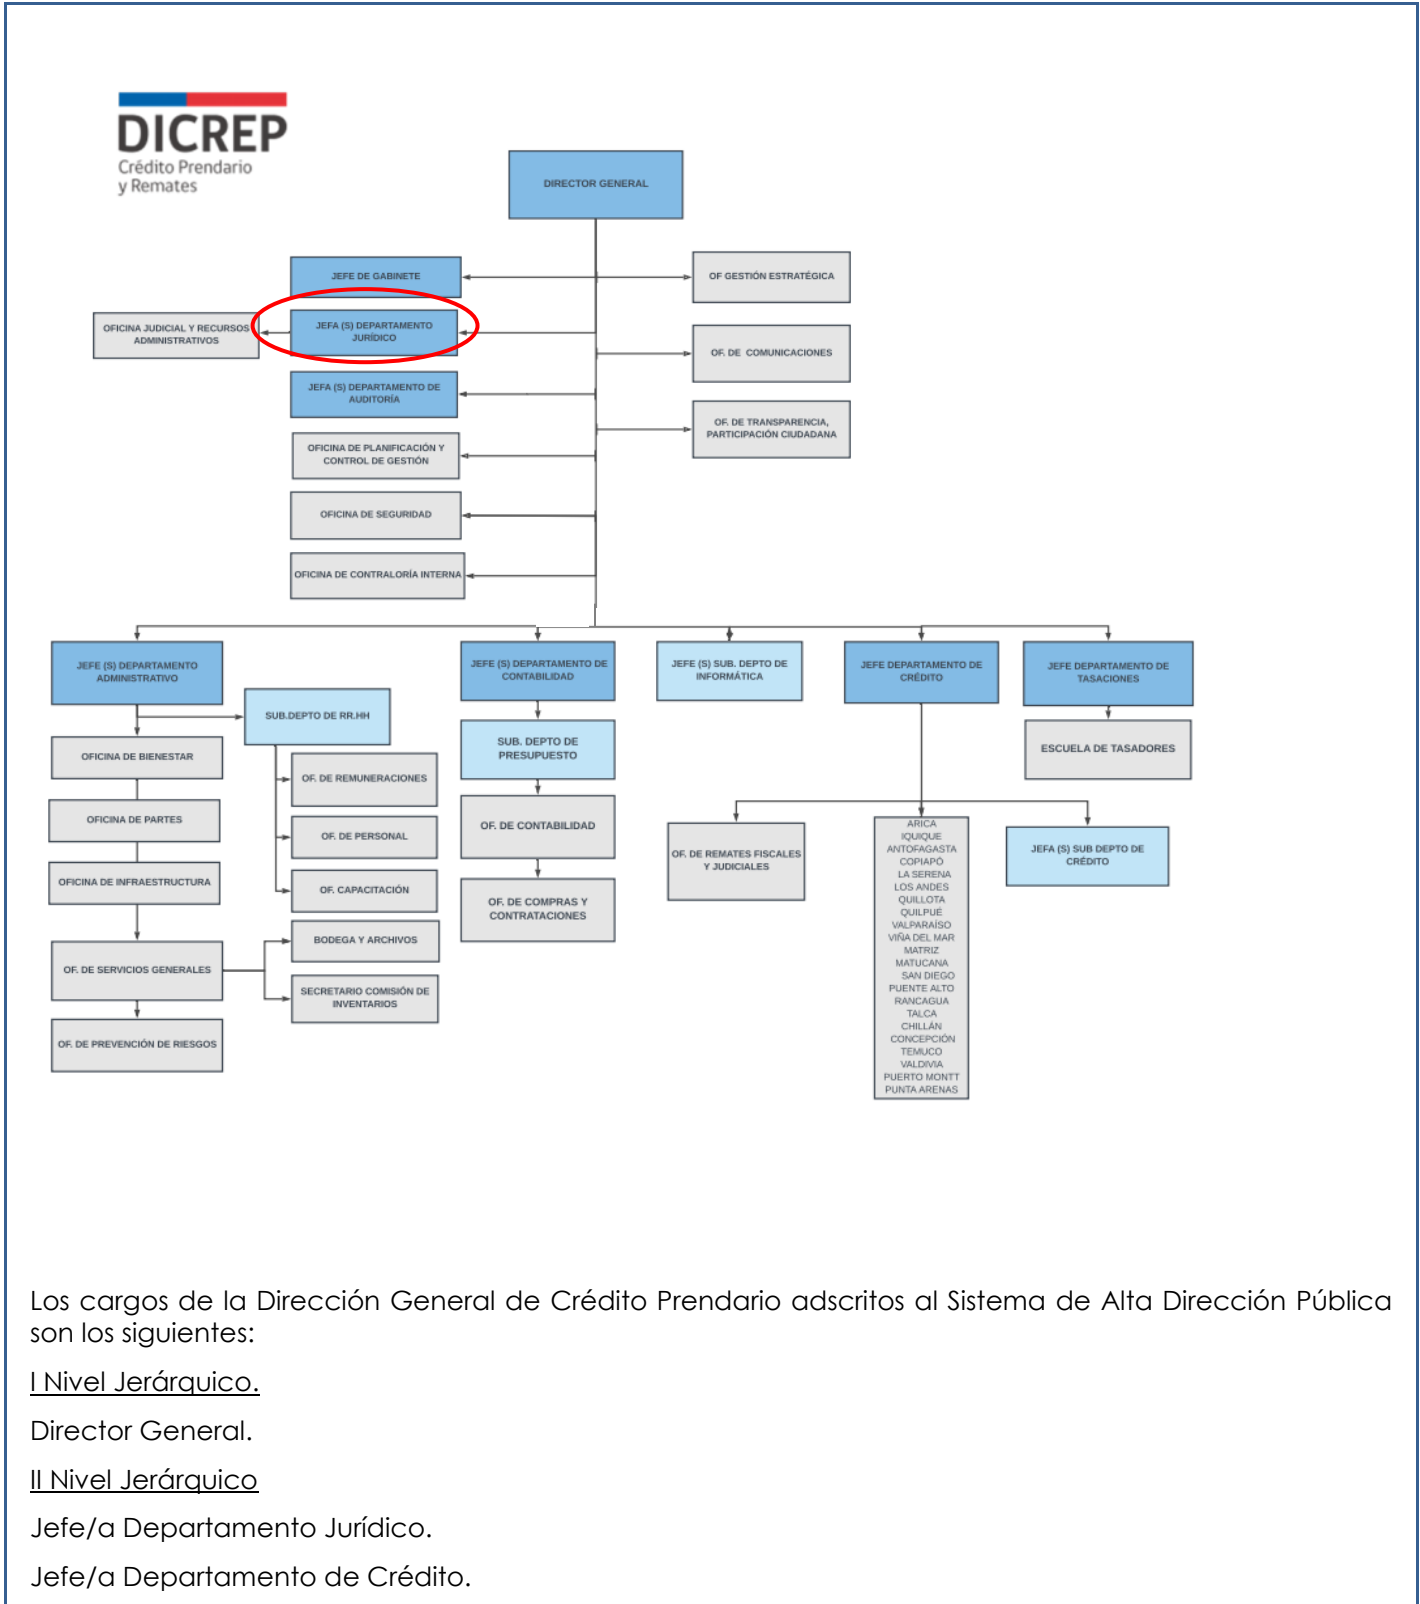 DICREP
Crédito Prendario
y Remates
DIRECTOR GENERAL
JEFE DE GABINETE
OF GESTIÓN ESTRATÉGICA
OFICINA JUDICIAL Y RECURSOS
ADMINISTRATIVOS
JEFA (S) DEPARTAMENTO
JURÍDICO
OF. DE COMUNICACIONES
JEFA (S) DEPARTAMENTO DE
AUDITORÍA
OF. DE TRANSPARENCIA,
PARTICIPACIÓN CIUDADANA
OFICINA DE PLANIFICACIÓN Y
CONTROL DE GESTIÓN
OFICINA DE SEGURIDAD
OFICINA DE CONTRALORÍA INTERNA
JEFE (S) DEPARTAMENTO
ADMINISTRATIVO
JEFE (S) DEPARTAMENTO DE
CONTABILIDAD
JEFE (S) SUB. DEPTO DE
INFORMÁTICA
JEFE DEPARTAMENTO DE
CRÉDITO
JEFE DEPARTAMENTO DE
TASACIONES
SUB.DEPTO DE RR.HH
OFICINA DE BIENESTAR
OFICINA DE PARTES
OFICINA DE INFRAESTRUCTURA
OF. DE SERVICIOS GENERALES
OF. DE PREVENCIÓN DE RIESGOS
OF. DE REMUNERACIONES
OF. DE PERSONAL
OF. CAPACITACIÓN
BODEGA Y ARCHIVOS
SECRETARIO COMISIÓN DE
INVENTARIOS
SUB. DEPTO DE
PRESUPUESTO
OF. DE CONTABILIDAD
OF. DE COMPRAS Y
CONTRATACIONES
OF. DE REMATES FISCALES
Y JUDICIALES
ARICA
IQUIQUE
ANTOFAGASTA
COPIAPÓ
LA SERENA
LOS ANDES
QUILLOTA
QUILPUÉ
VALPARAÍSO
VIÑA DEL MAR
MATRIZ
MATUCANA
SAN DIEGO
PUENTE ALTO
RANCAGUA
TALCA
CHILLÁN
CONCEPCIÓN
TEMUCO
VALDIVIA
PUERTO MONTT
PUNTA ARENAS
JEFA (S) SUB DEPTO DE
CRÉDITO
ESCUELA DE TASADORES
Los cargos de la Dirección General de Crédito Prendario adscritos al Sistema de Alta Dirección Pública
son los siguientes:
I Nivel Jerárquico.
Director General.
II Nivel Jerárquico
Jefe/a Departamento Jurídico.
Jefe/a Departamento de Crédito.